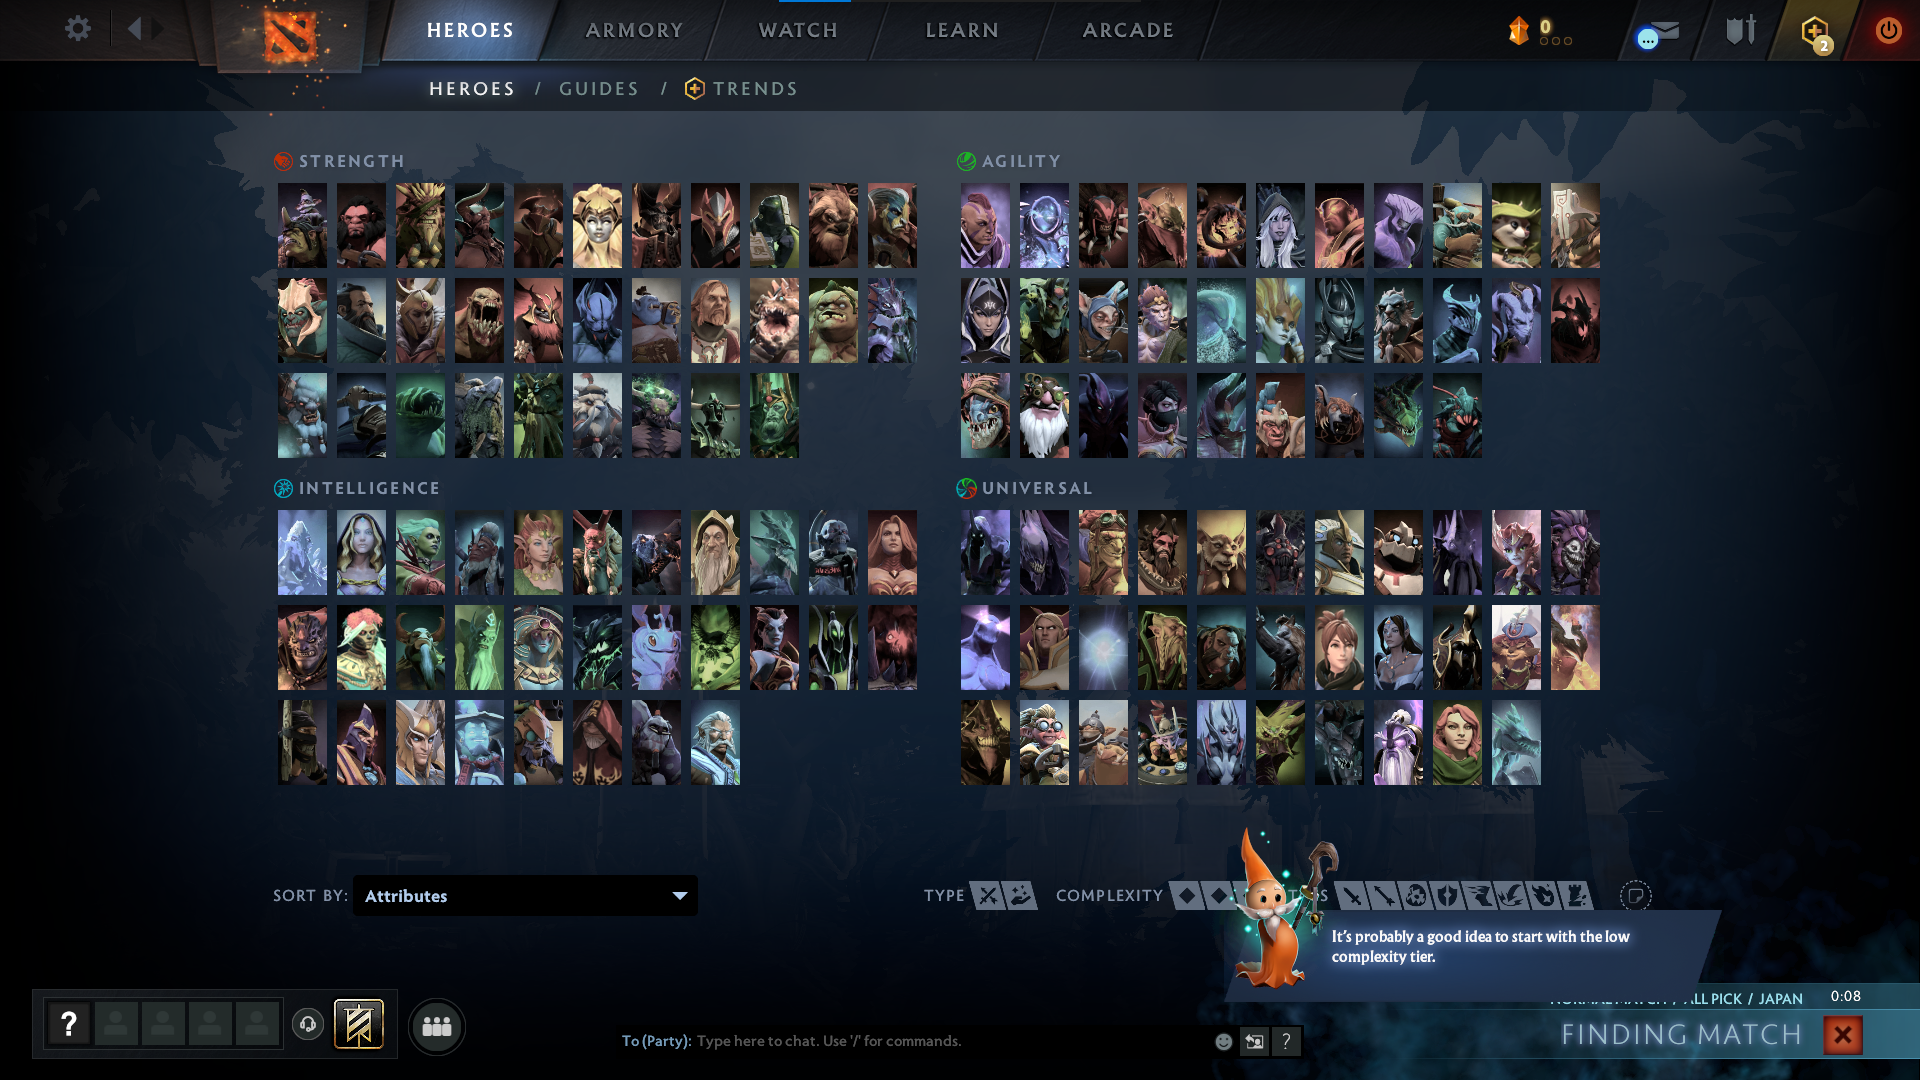 HEROES
ARMORY
WATCH
LEARN
ARCADE
0
2
HEROES / GUIDES / TRENDS
STRENGTH
AGILITY
INTELLIGENCE
UNIVERSAL
SORT BY: Attributes
TYPE
COMPLEXITY
It's probably a good idea to start with the low
complexity tier.
NORMAL MATCH / ALL PICK / JAPAN 0:08
FINDING MATCH
?
To (Party): Type here to chat. Use '/' for commands.
?